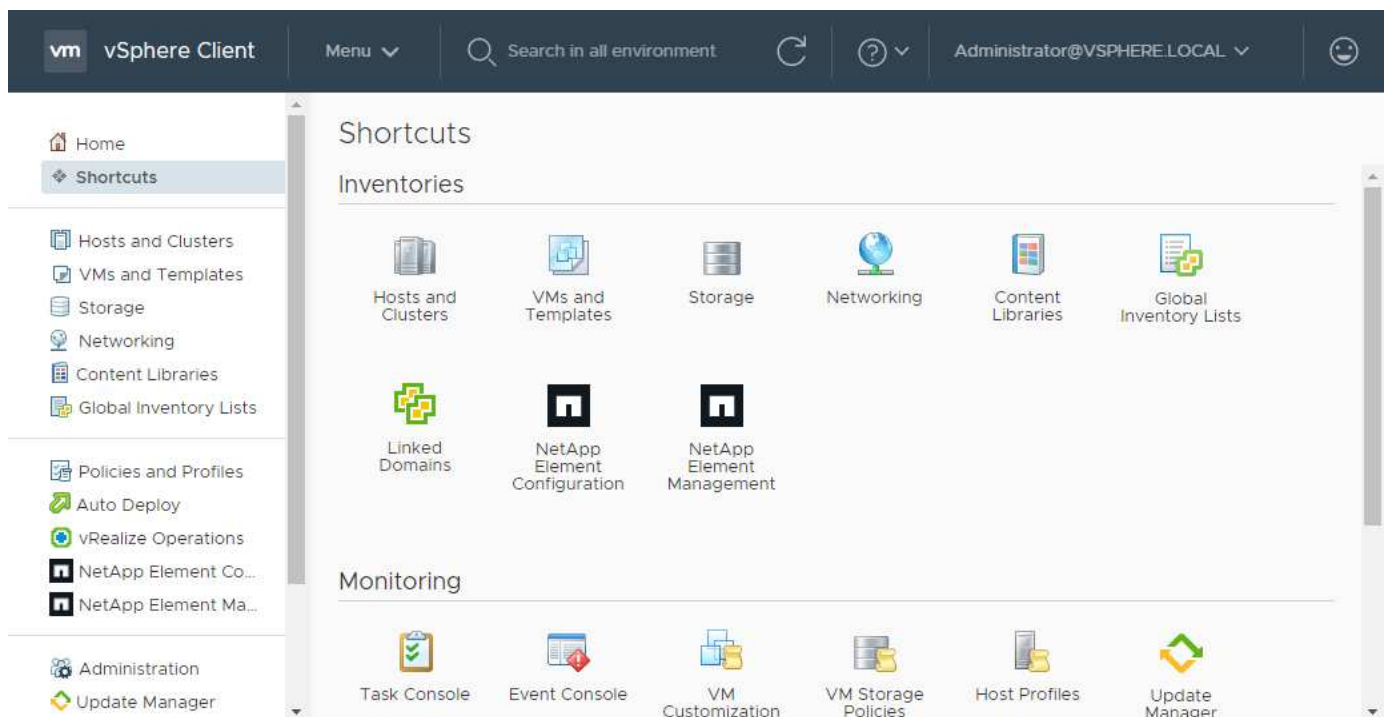 vm vSphere Client Menu Search in all environment Administrator@VSPHERE.LOCAL
Home
Shortcuts
Hosts and Clusters
VMs and Templates
Storage
Networking
Content Libraries
Global Inventory Lists
Policies and Profiles
Auto Deploy
vRealize Operations
NetApp Element Co...
NetApp Element Ma...
Administration
Update Manager
Shortcuts
Inventories
Hosts and
Clusters
VMs and
Templates
Storage
Networking
Content
Libraries
Global
Inventory Lists
Linked
Domains
NetApp
Element
Configuration
NetApp
Element
Management
Monitoring
Task Console
Event Console
VM
Customization
VM Storage
Policies
Host Profiles
Update
Manager